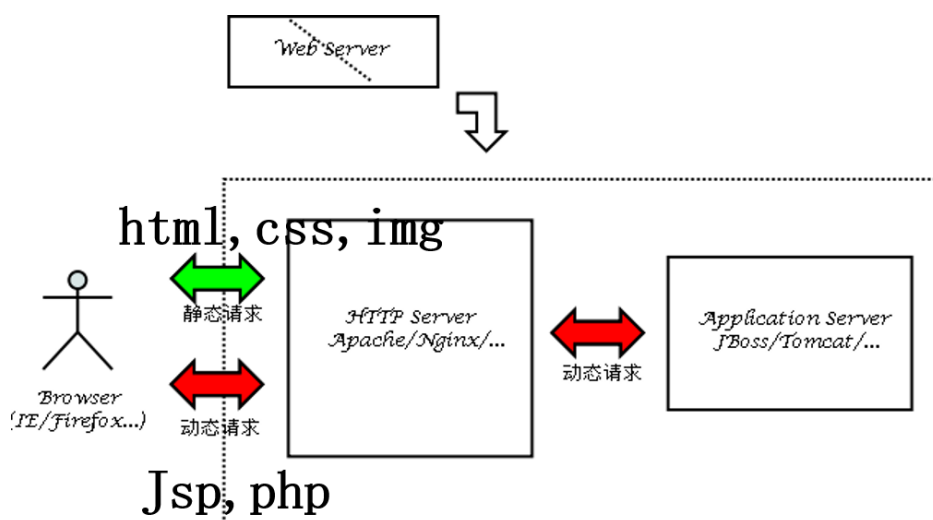 Web Server
html,css,img
静态请求
HTTP Server
Apache/Nginx/...
Application Server
JBoss/Tomcat/...
动态请求
Browser
(IE/Firefox...)
动态请求
Jsp,php